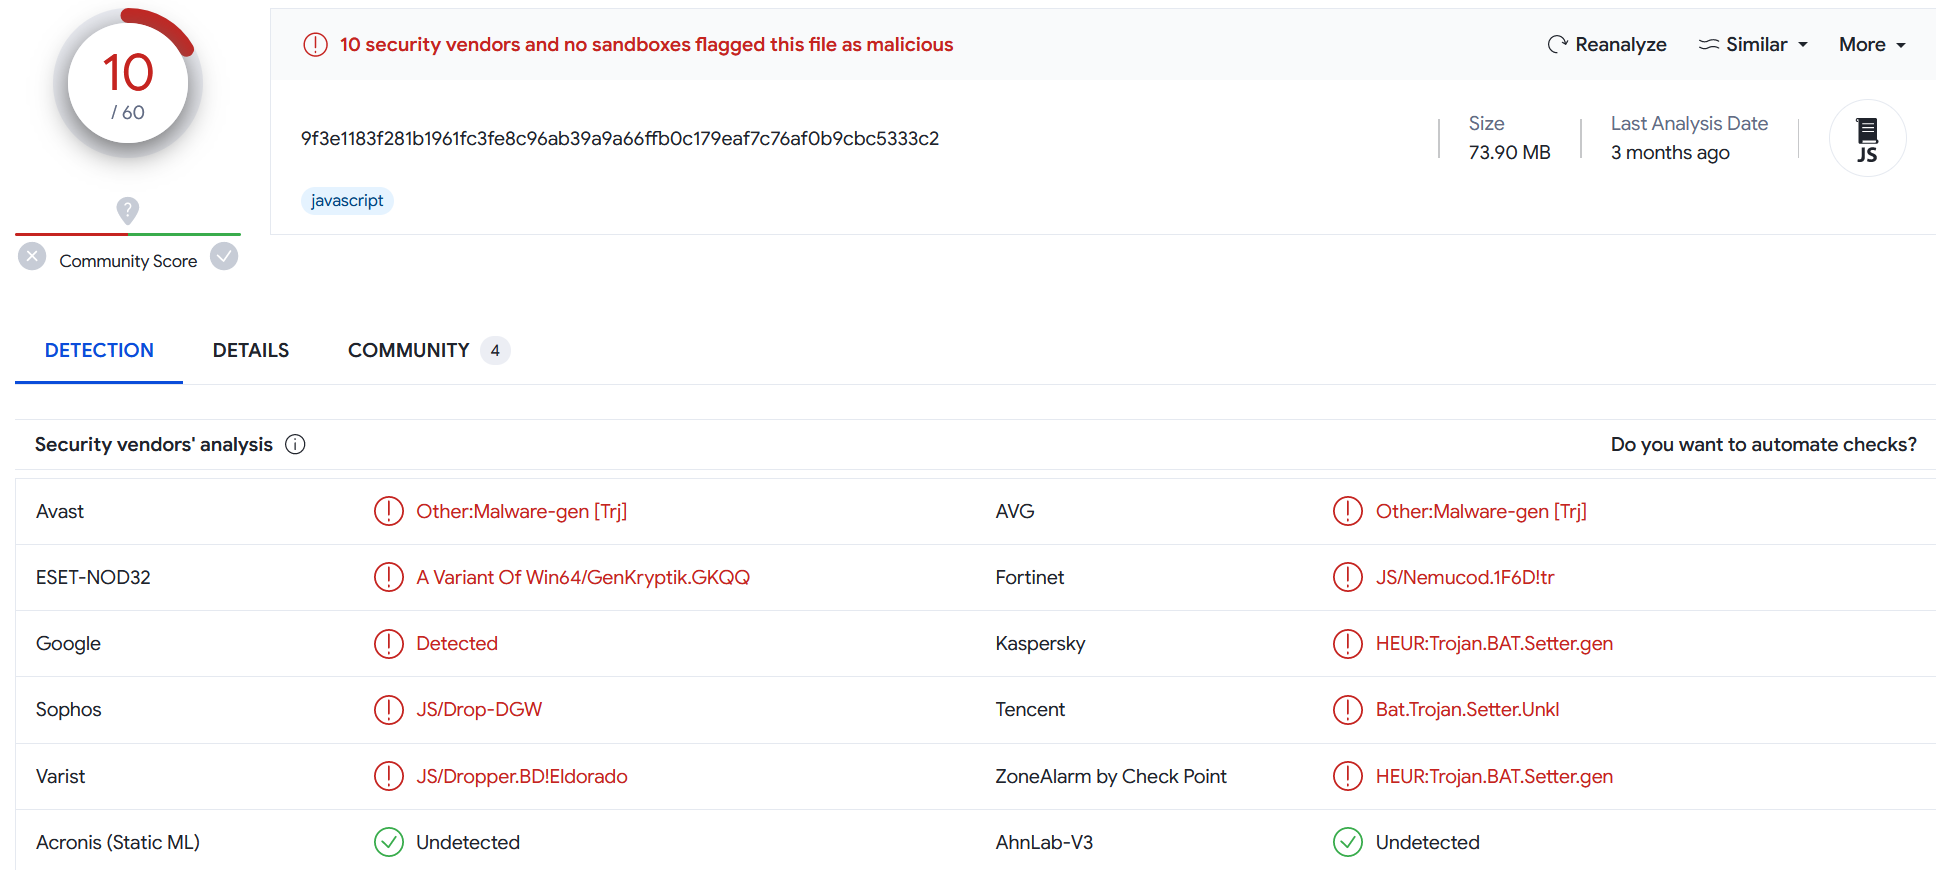 10
/ 60
?
Community Score
10 security vendors and no sandboxes flagged this file as malicious
Reanalyze
Similar
More
9f3e1183f281b1961fc3fe8c96ab39a9a66ffb0c179eaf7c76af0b9cbc5333c2
javascript
Size
73.90 MB
Last Analysis Date
3 months ago
JS
DETECTION
DETAILS
COMMUNITY 4
Security vendors' analysis
Do you want to automate checks?
Avast
Other:Malware-gen [Trj]
AVG
Other:Malware-gen [Trj]
ESET-NOD32
A Variant Of Win64/GenKryptik.GKQQ
Fortinet
JS/Nemucod.1F6D!tr
Google
Detected
Kaspersky
HEUR:Trojan.BAT.Setter.gen
Sophos
JS/Drop-DGW
Tencent
Bat.Trojan.Setter.Unkl
Varist
JS/Dropper.BD!Eldorado
ZoneAlarm by Check Point
HEUR:Trojan.BAT.Setter.gen
Acronis (Static ML)
Undetected
AhnLab-V3
Undetected